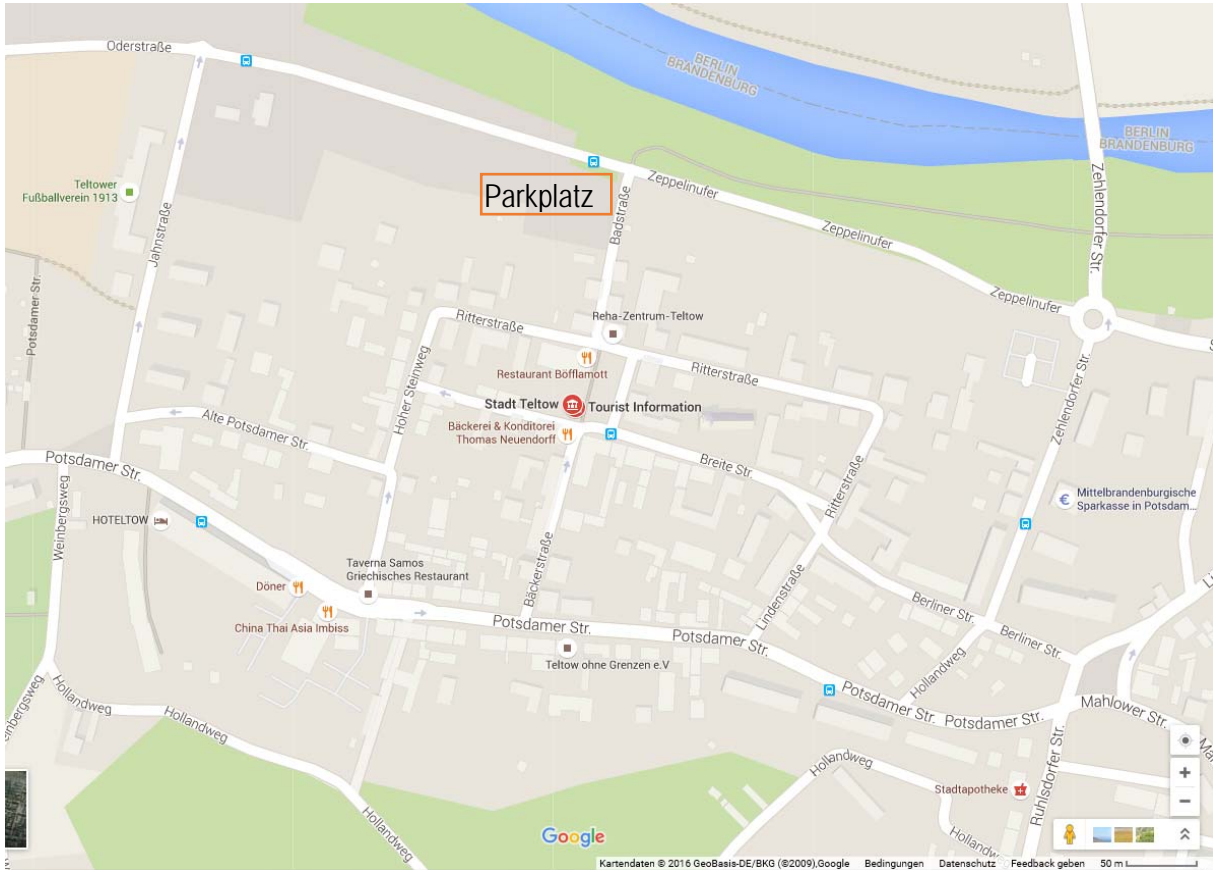 Oderstraße
BERLIN
BRANDENBURG
BERLIN
BRANDENBURG
Teltower
Fußballverein 1913
Parkplatz
Zeppelinufer
Zeppelinufer
Zeppelinufer
Zehlendorfer Str.
Badstraße
Jahnstraße
Potsdamer Str.
Ritterstraße
Reha-Zentrum-Teltow
Restaurant Böfflamott
Ritterstraße
Hoher Steinweg
Stadt Teltow
Tourist Information
Bäckerei & Konditorei
Thomas Neuendorff
Alte Potsdamer Str.
Breite Str.
Zehlendorfer Str.
Ritterstraße
Potsdamer Str.
Weinbergsweg
HOTELTOW
Mittelbrandenburgische
Sparkasse in Potsdam...
Taverna Samos
Griechisches Restaurant
Döner
China Thai Asia Imbiss
Bäckerstraße
Lindenstraße
Potsdamer Str.
Potsdamer Str.
Berliner Str.
Berliner Str.
Teltow ohne Grenzen e.V
Hollandweg
Potsdamer Str.
Potsdamer Str.
Mahlower Str.
Hollandweg
Hollandweg
Hollandweg
Hollandweg
Stadtapotheke
Ruhlsdorfer Str.
Google
Kartendaten © 2016 GeoBasis-DE/BKG (©2009),Google Bedingungen Datenschutz Feedback geben 50 m